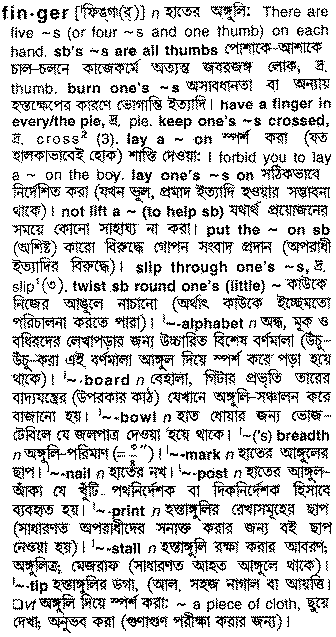 fin·ger ['ফিঙগ(র্)] n হাতের অঙ্গুলি: There are
five ~s (or four ~s and one thumb) on each
hand. sb's ~s are all thumbs পোশাকে-আশাকে
চাল-চলনে কাজেকর্মে অত্যন্ত জবরজঙ্গ লোক, দ্র.
thumb. burn one's ~s অসাবধানতা বা অন্যায়
হস্তক্ষেপের কারণে ভোগান্তি ইত্যাদি। have a finger in
every/the pie, দ্র. pie. keep one's ~s crossed,
দ্র. cross² (3). lay a ~ on স্পর্শ করা (যত
হালকাভাবেই হোক) শাস্তি দেওয়া: I forbid you to lay
a ~ on the boy. lay one's ~s on সঠিকভাবে
নির্দেশিত করা (যখন ভুল, প্রমাদ ইত্যাদি হওয়ার সম্ভাবনা
থাকে)। not lift a ~ (to help sb) যথার্থ প্রয়োজনের
সময়ে কোনো সাহায্য না করা। put the ~ on sb
(অশিষ্ট) কারো বিরুদ্ধে গোপন সংবাদ প্রদান (অপরাধী
ইত্যাদির বিরুদ্ধে)। slip through one's ~s, দ্র.
slip¹ (৩). twist sb round one's (little) ~ কাউকে
নিজের আঙ্গুলে নাচানো (অর্থাৎ কাউকে ইচ্ছেমতো
পরিচালনা করতে পারা)। '~-alphabet n অন্ধ, মূক ও
বধিরদের লেখাপড়ার জন্য উচ্চারিত বিশেষ বর্ণমালা (উঁচু-
উঁচু-করা এই বর্ণমালা আঙ্গুল দিয়ে স্পর্শ করে পড়া হয়ে
থাকে)। '~·board n বেহালা, গিটার প্রভৃতি তারের
বাদ্যযন্ত্রের (উপরকার কাঠ) যেখানে অঙ্গুলি-সঞ্চালন করে
বাজানো হয়। '~-bowl n হাত ধোয়ার জন্য ভোজ-
টেবিলে যে জলপাত্র দেওয়া হয়ে থাকে। '~('s) breadth
n অঙ্গুলি-পরিমাণ। '~-mark n হাতের আঙ্গুলের
ছাপ। '~-nail n হাতের নখ। '~-post n হাতের আঙ্গুল-
আঁকা যে খুঁটি পথনির্দেশক বা দিকনির্দেশক হিসাবে
ব্যবহৃত হয়। '~-print n হস্তাঙ্গুলির রেখাসমূহের ছাপ
(সাধারণত অপরাধীদের সনাক্ত করার জন্য বই ছাপ
নেওয়া হয়)। '~-stall n হস্তাঙ্গুলি রক্ষা করার আবরণ,
অঙ্গুলিত্র; মেজরাফ (সাধারণত আহত আঙ্গুলে থাকে)।
'~-tip n হস্তাঙ্গুলির ডগা, (আল. সহজ নাগাল বা আয়ত্তি।
□vt অঙ্গুলি দিয়ে স্পর্শ করা: ~ a piece of cloth, ছুয়ে
দেখা; অনুভব করা (গুণাগুণ পরীক্ষা করার জন্য)।